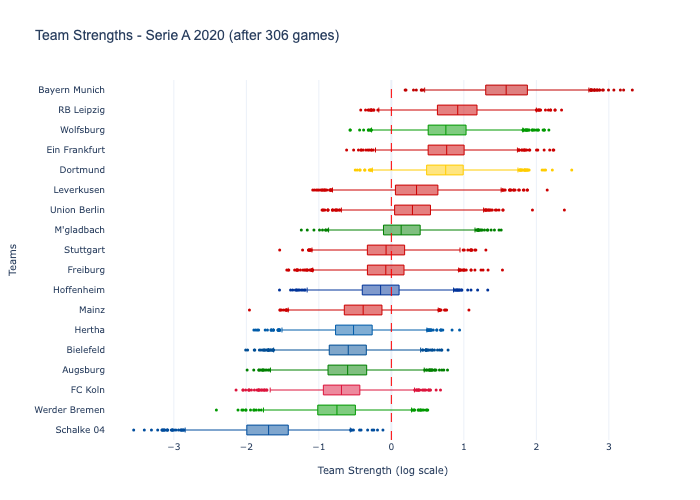 Team Strengths - Serie A 2020 (after 306 games)
Teams
Bayern Munich
RB Leipzig
Wolfsburg
Ein Frankfurt
Dortmund
Leverkusen
Union Berlin
M'gladbach
Stuttgart
Freiburg
Hoffenheim
Mainz
Hertha
Bielefeld
Augsburg
FC Koln
Werder Bremen
Schalke 04
−3 −2 −1 0 1 2 3
Team Strength (log scale)